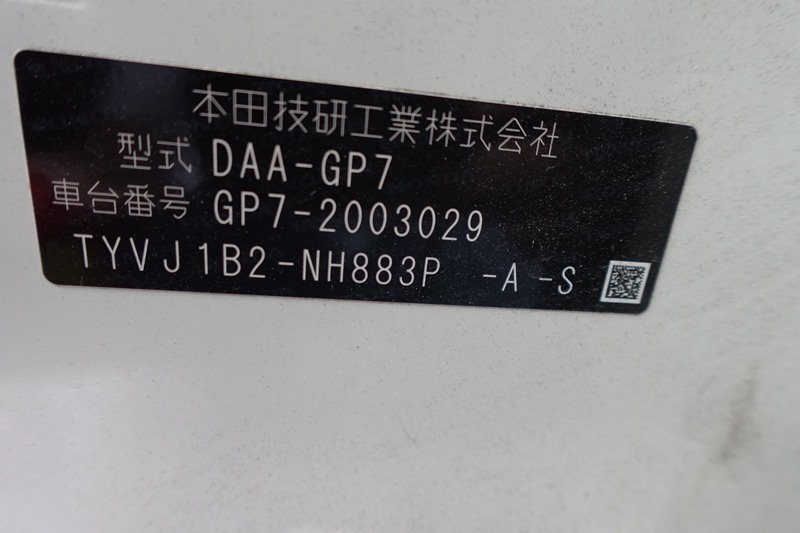 本田技研工業株式会社
型式 DAA-GP7
車台番号 GP7-2003029
TYVJ1B2-NH883P -A -S